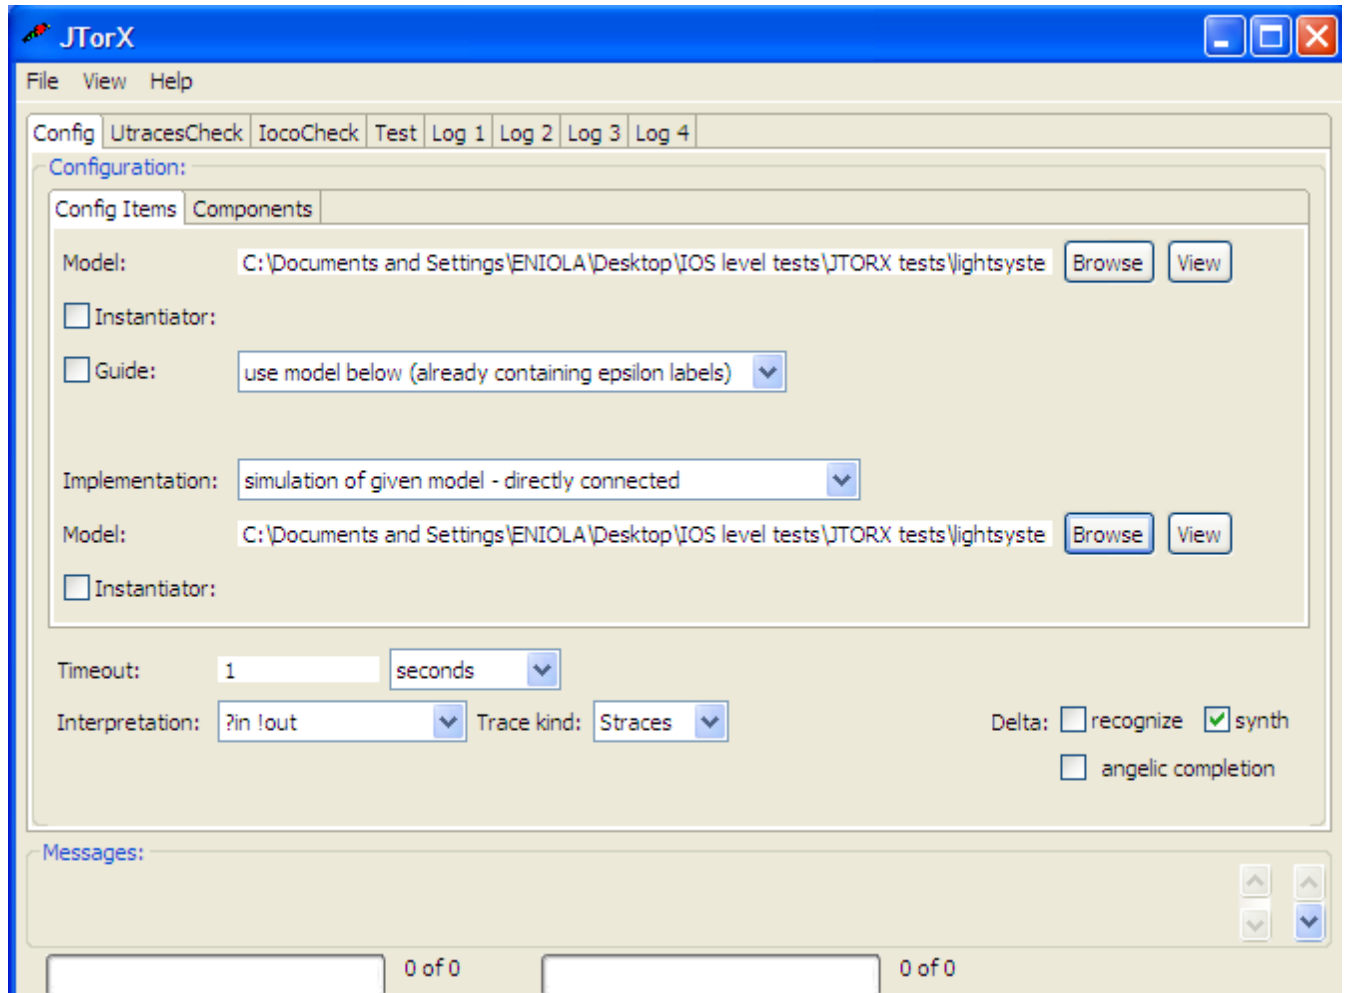 JTorX
File View Help
Config UtracesCheck IocoCheck Test Log 1 Log 2 Log 3 Log 4
Configuration:
Config Items Components
Model: C:\Documents and Settings\ENIOLA\Desktop\IOS level tests\JTORX tests\lightsyste Browse View
Instantiator:
Guide: use model below (already containing epsilon labels)
Implementation: simulation of given model - directly connected
Model: C:\Documents and Settings\ENIOLA\Desktop\IOS level tests\JTORX tests\lightsyste Browse View
Instantiator:
Timeout: 1 seconds
Interpretation: ?in !out Trace kind: Straces Delta: recognize synth
angelic completion
Messages:
0 of 0 0 of 0